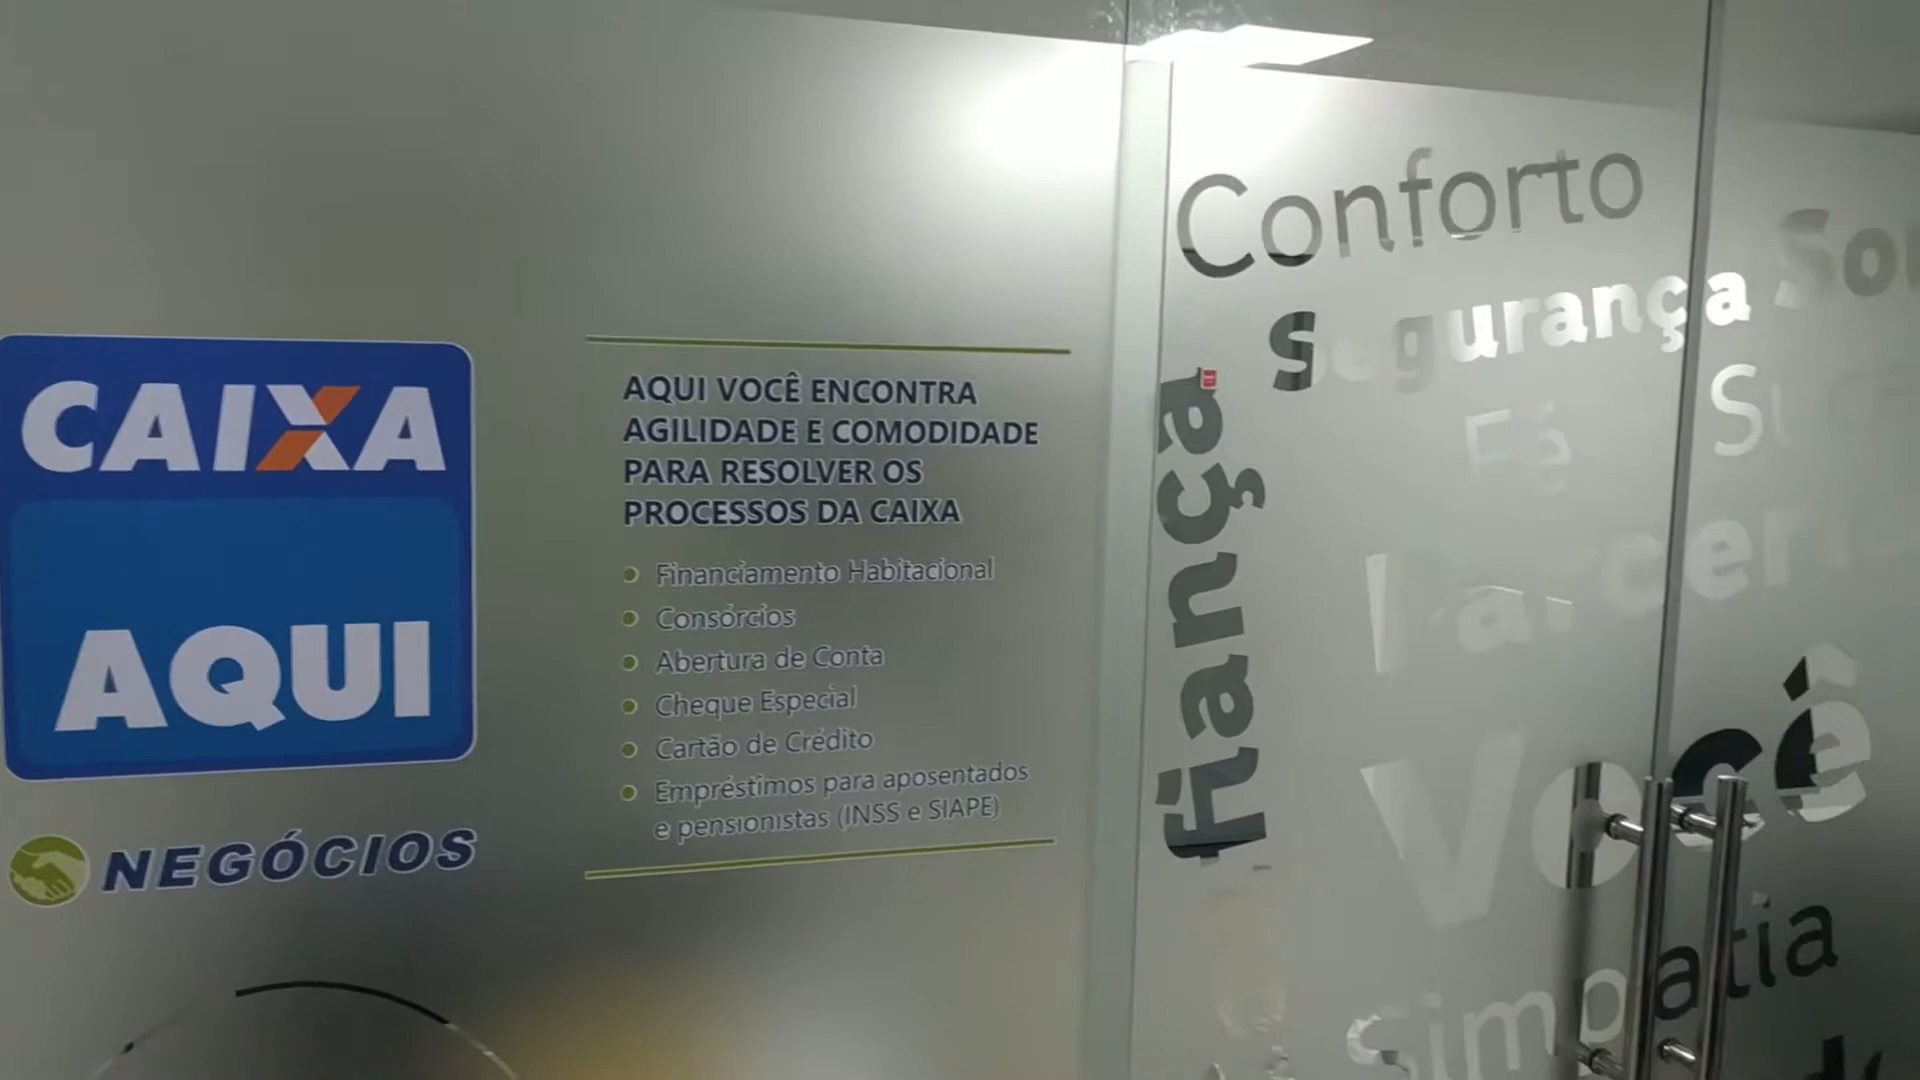 CAIXA
AQUI
NEGÓCIOS
AQUI VOCÊ ENCONTRA
AGILIDADE E COMODIDADE
PARA RESOLVER OS
PROCESSOS DA CAIXA
Financiamento Habitacional
Consórcios
Abertura de Conta
Cheque Especial
Cartão de Crédito
Empréstimos para aposentados
e pensionistas (INSS e SIAPE)
Conforto
Segurança
fiança
Fé
Você
Simpatia